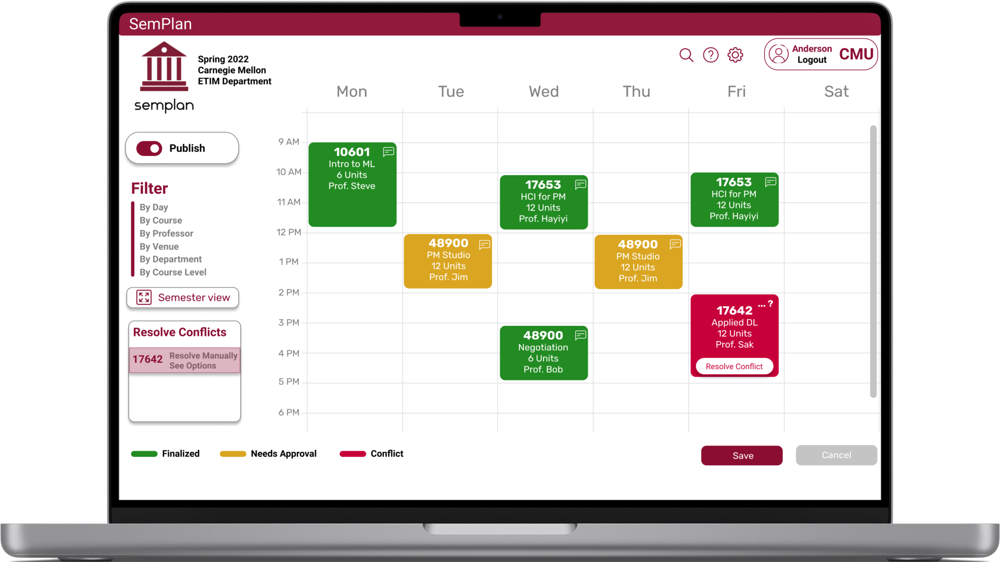 SemPlan
Spring 2022
Carnegie Mellon
ETIM Department
semplan
Anderson
Logout
CMU
Publish
Filter
By Day
By Course
By Professor
By Venue
By Department
By Course Level
Semester view
Resolve Conflicts
17642
Resolve Manually
See Options
Mon
Tue
Wed
Thu
Fri
Sat
9 AM
10 AM
11 AM
12 PM
1 PM
2 PM
3 PM
4 PM
5 PM
6 PM
10601
Intro to ML
6 Units
Prof. Steve
48900
PM Studio
12 Units
Prof. Jim
17653
HCI for PM
12 Units
Prof. Hayiyi
48900
Negotiation
6 Units
Prof. Bob
48900
PM Studio
12 Units
Prof. Jim
17653
HCI for PM
12 Units
Prof. Hayiyi
... ?
17642
Applied DL
12 Units
Prof. Sak
Resolve Conflict
Finalized
Needs Approval
Conflict
Save
Cancel